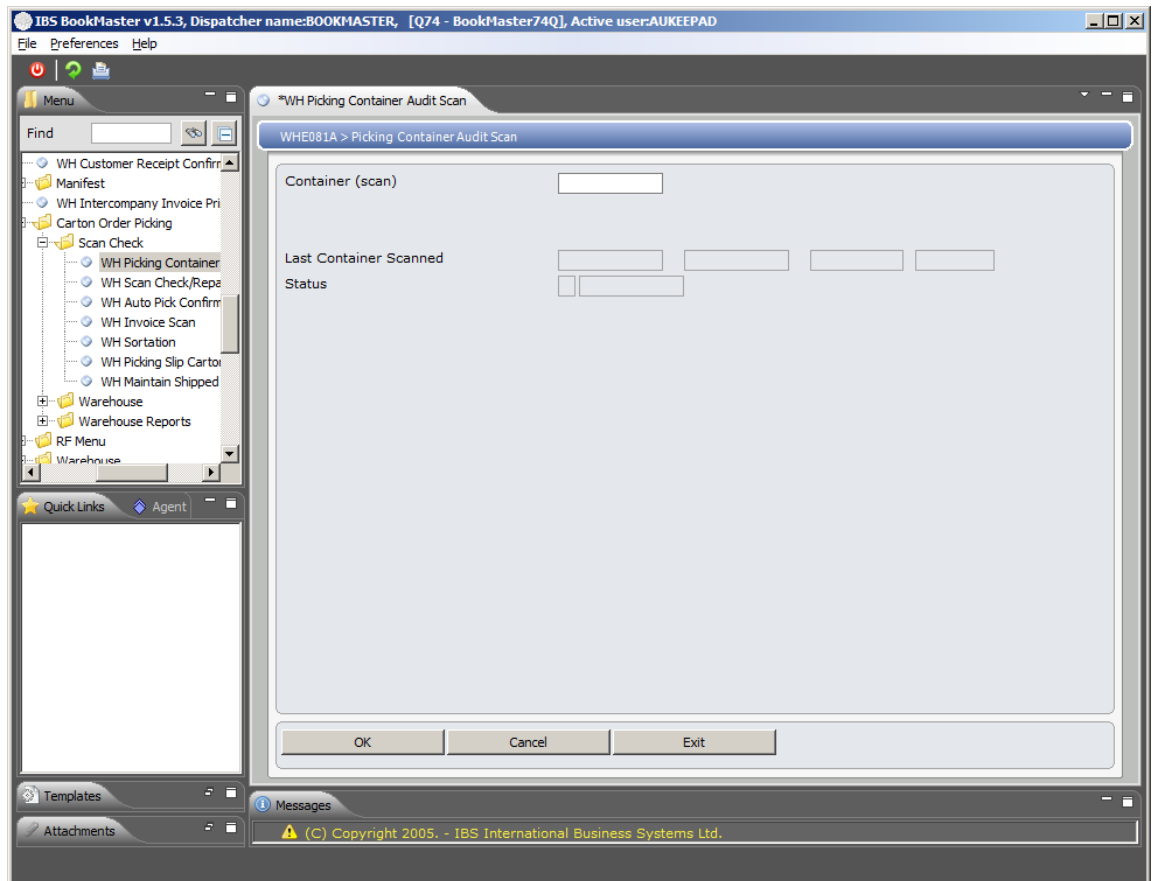 IBS BookMaster v1.5.3, Dispatcher name:BOOKMASTER, [Q74 - BookMaster74Q], Active user:AUKEEPAD
File Preferences Help
Menu
*WH Picking Container Audit Scan
Find
WHE081A > Picking Container Audit Scan
WH Customer Receipt Confirr
Manifest
WH Intercompany Invoice Pri
Carton Order Picking
Scan Check
WH Picking Container
WH Scan Check/Repa
WH Auto Pick Confirm
WH Invoice Scan
WH Sortation
WH Picking Slip Carto
WH Maintain Shipped
Warehouse
Warehouse Reports
RF Menu
Warehouse
Container (scan)
Last Container Scanned
Status
Quick Links Agent
OK Cancel Exit
Templates
Attachments
Messages
(C) Copyright 2005. - IBS International Business Systems Ltd.